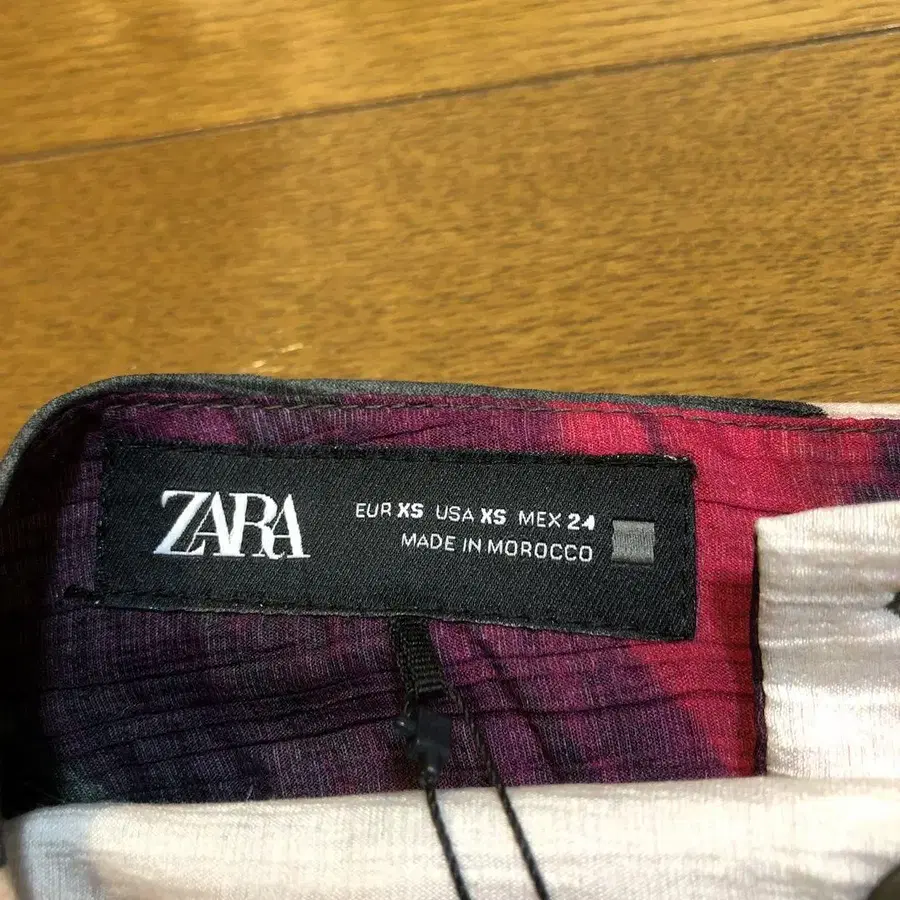 ZARA
EUR XS USA XS MEX 24
MADE IN MOROCCO